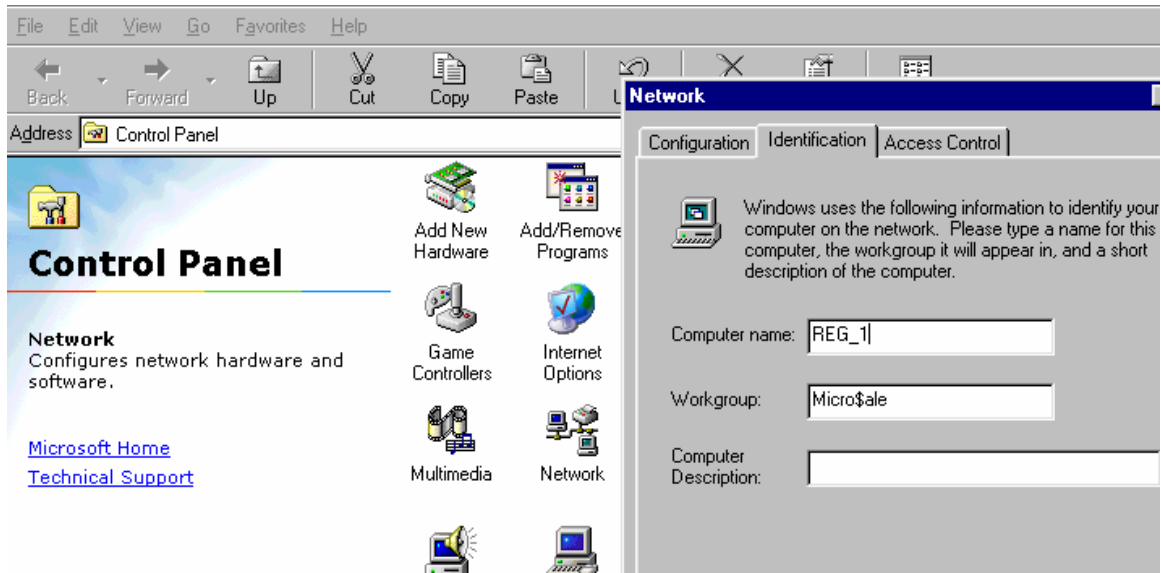 File Edit View Go Favorites Help
Back Forward Up Cut Copy Paste
Address Control Panel
Control Panel
Network
Configures network hardware and
software.
Microsoft Home
Technical Support
Add New
Hardware
Add/Remove
Programs
Game
Controllers
Internet
Options
Multimedia
Network
Network
Configuration Identification Access Control
Windows uses the following information to identify your
computer on the network. Please type a name for this
computer, the workgroup it will appear in, and a short
description of the computer.
Computer name: REG_1
Workgroup: Micro$ale
Computer
Description: